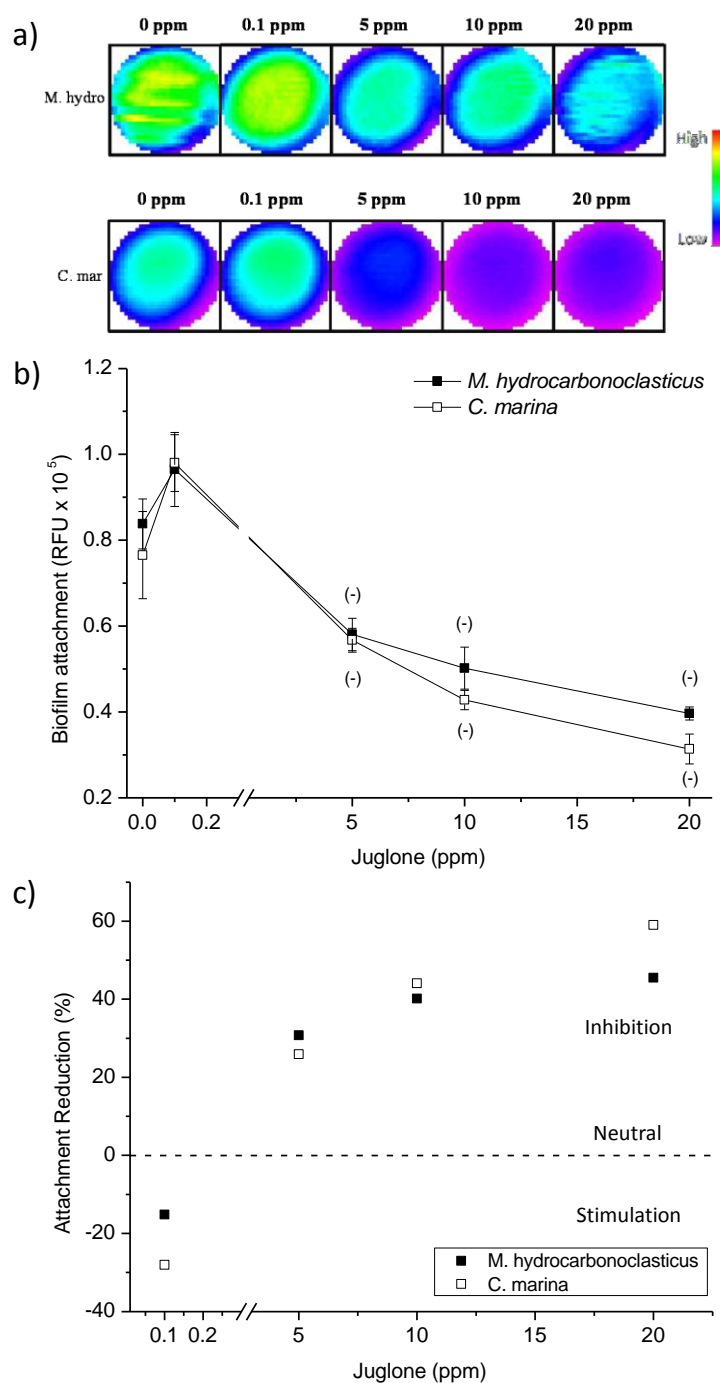 a)
0 ppm 0.1 ppm 5 ppm 10 ppm 20 ppm
M. hydro
High
Low
0 ppm 0.1 ppm 5 ppm 10 ppm 20 ppm
C. mar
b)
1.2
1.0
0.8
0.6
0.4
0.2
Biofilm attachment (RFU x 10 5)
M. hydrocarbonoclasticus
C. marina
(-)
(-)
(-)
(-)
(-)
(-)
0.0 0.2 5 10 15 20
Juglone (ppm)
c)
60
40
20
0
-20
-40
Attachment Reduction (%)
Inhibition
Neutral
Stimulation
M. hydrocarbonoclasticus
C. marina
0.1 0.2 5 10 15 20
Juglone (ppm)